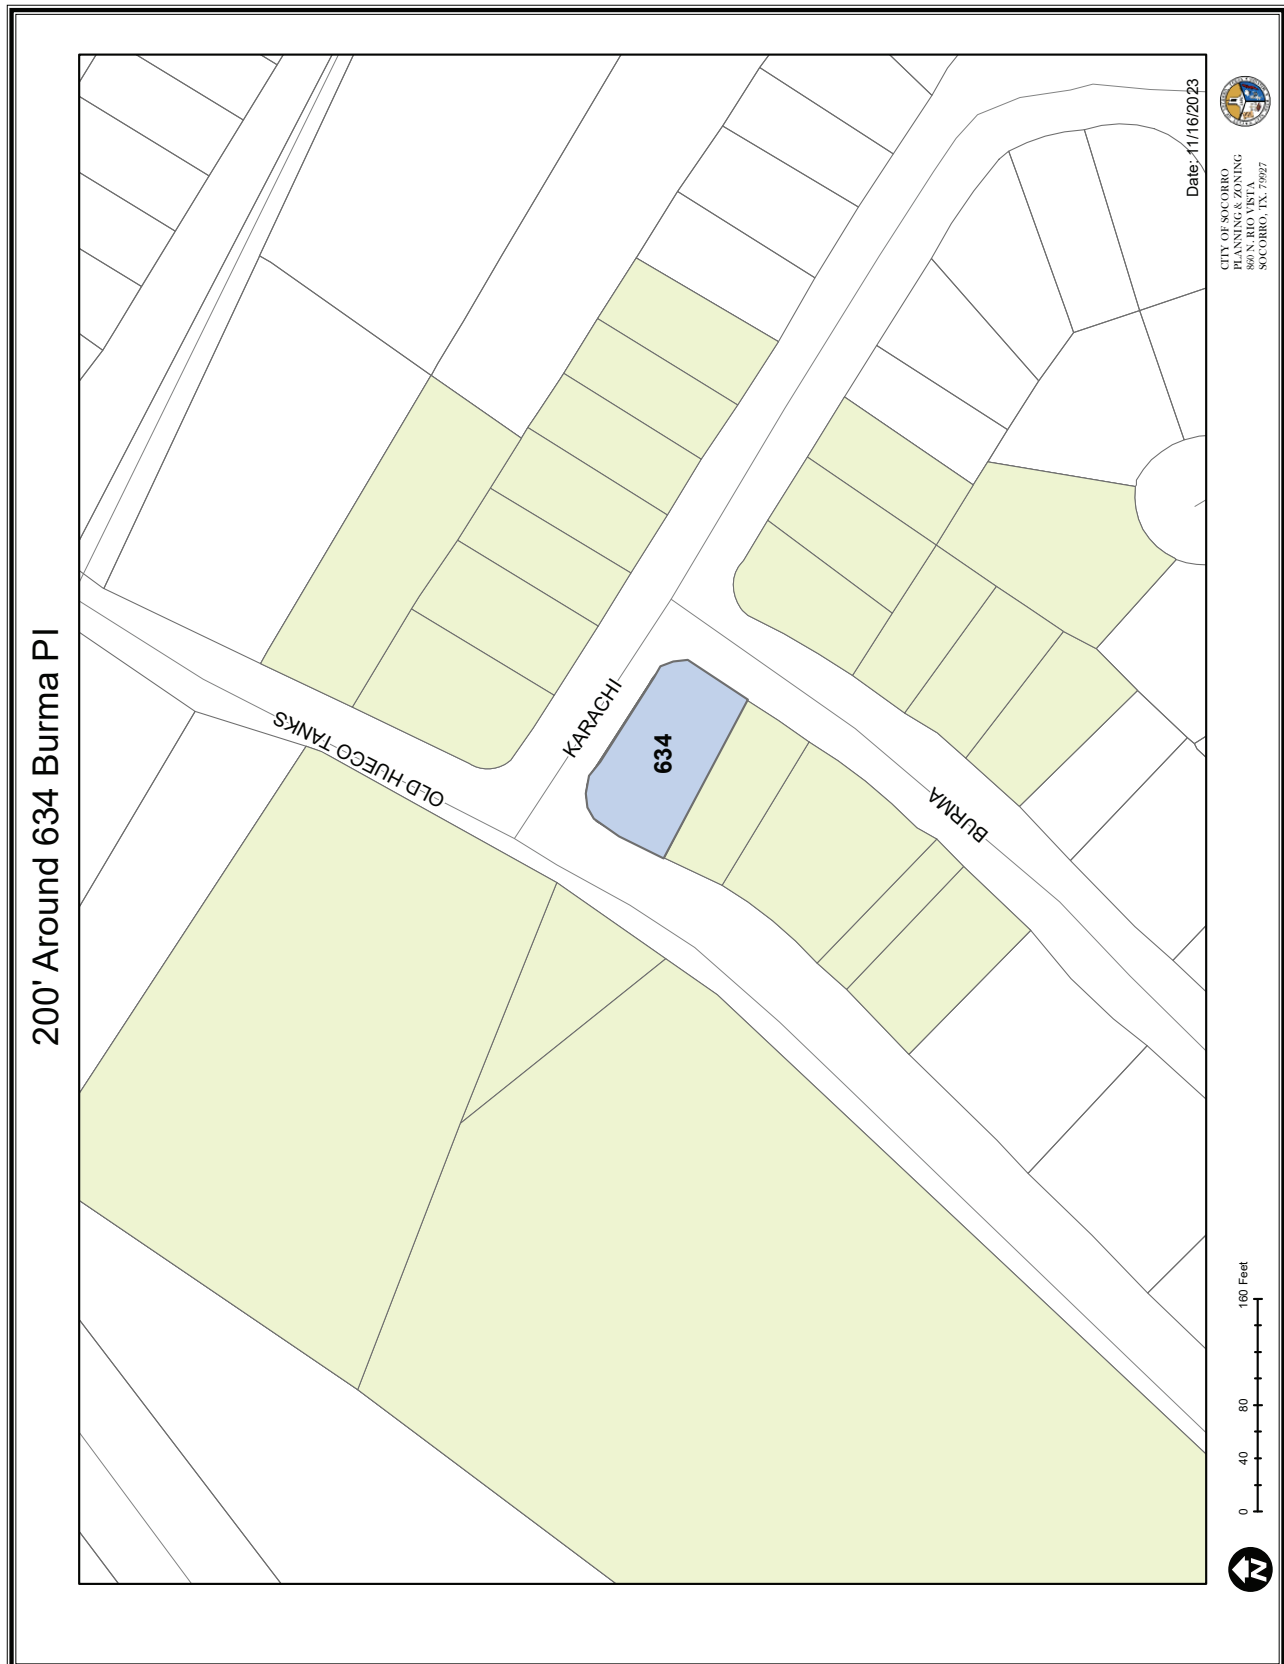 200' Around 634 Burma Pl
OLD HUECO TANKS
KARACHI
634
BURMA
Date: 11/16/2023
CITY OF SOCORRO
PLANNING & ZONING
860 N. RIO VISTA
SOCORRO, TX. 79927
0 40 80 160 Feet
N